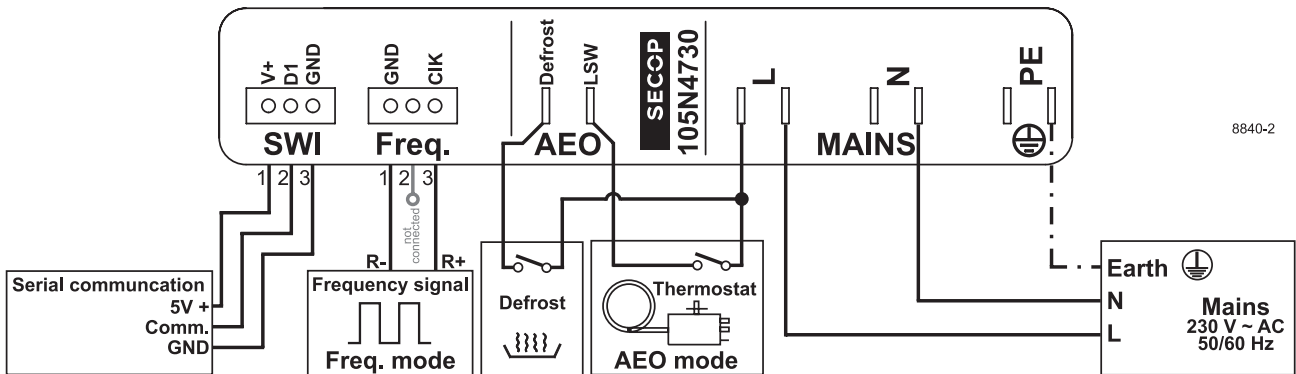 V+
D1
GND
GND
ClK
Defrost
LSW
SECOP
105N4730
L
N
PE
SWI
Freq.
AEO
MAINS
8840-2
1 2 3
1 2 3
not
connected
R- R+
Serial communcation
5V +
Comm.
GND
Frequency signal
Freq. mode
Defrost
Thermostat
AEO mode
Earth
N
L
Mains
230 V ~ AC
50/60 Hz